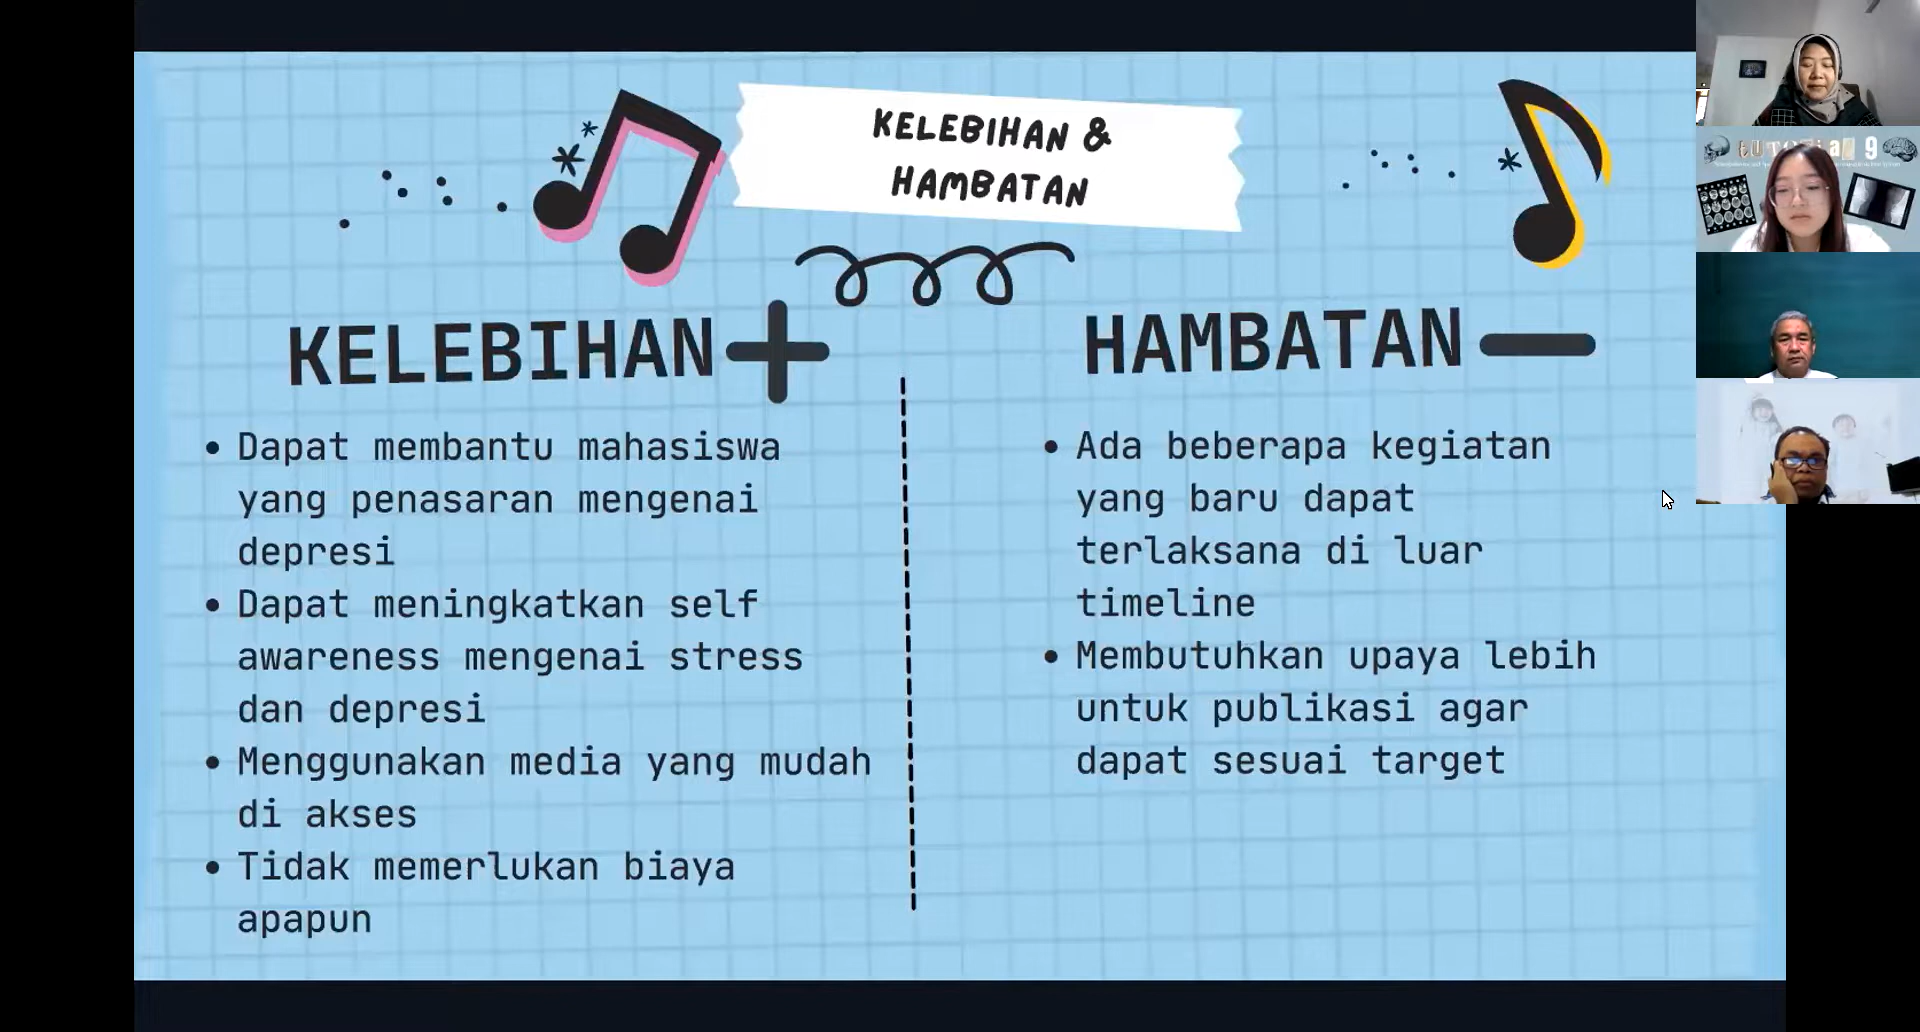 KELEBIHAN &
HAMBATAN
KELEBIHAN+
• Dapat membantu mahasiswa
yang penasaran mengenai
depresi
• Dapat meningkatkan self
awareness mengenai stress
dan depresi
• Menggunakan media yang mudah
di akses
• Tidak memerlukan biaya
apapun
HAMBATAN—
• Ada beberapa kegiatan
yang baru dapat
terlaksana di luar
timeline
• Membutuhkan upaya lebih
untuk publikasi agar
dapat sesuai target
TUTORIAL 9